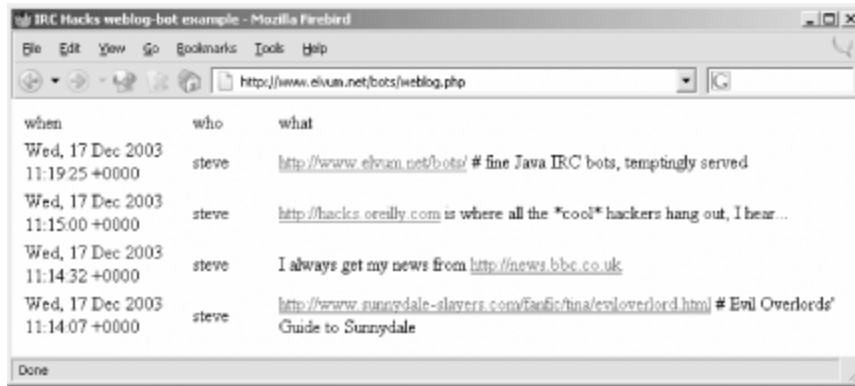 IRC Hacks weblog-bot example - Mozilla Firebird
File Edit View Go Bookmarks Tools Help
http://www.elvum.net/bots/weblog.php
when who what
Wed, 17 Dec 2003 11:19:25 +0000 steve http://www.elvum.net/bots/ # fine Java IRC bots, temptingly served
Wed, 17 Dec 2003 11:15:00 +0000 steve http://hacks.oreilly.com is where all the *cool* hackers hang out, I hear...
Wed, 17 Dec 2003 11:14:32 +0000 steve I always get my news from http://news.bbc.co.uk
Wed, 17 Dec 2003 11:14:07 +0000 steve http://www.sunnydale-slayers.com/fanfic/tina/eviloverlord.html # Evil Overlords' Guide to Sunnydale
Done